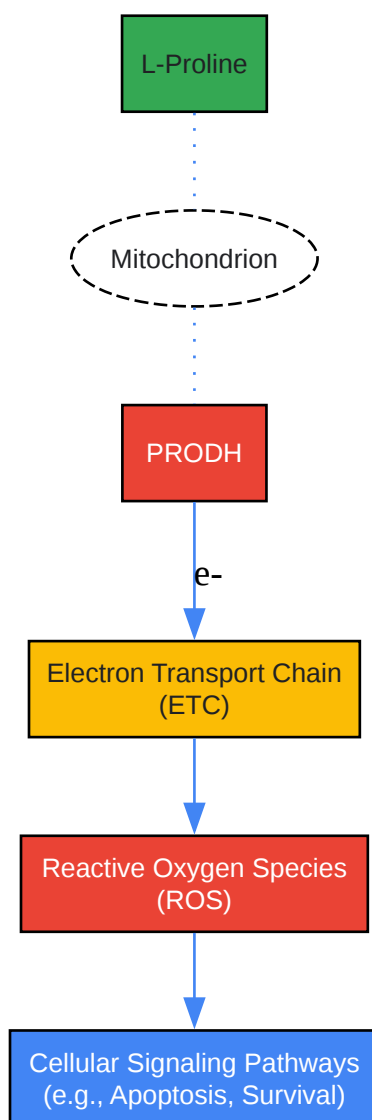 L-Proline
Mitochondrion
PRODH
e-
Electron Transport Chain
(ETC)
Reactive Oxygen Species
(ROS)
Cellular Signaling Pathways
(e.g., Apoptosis, Survival)